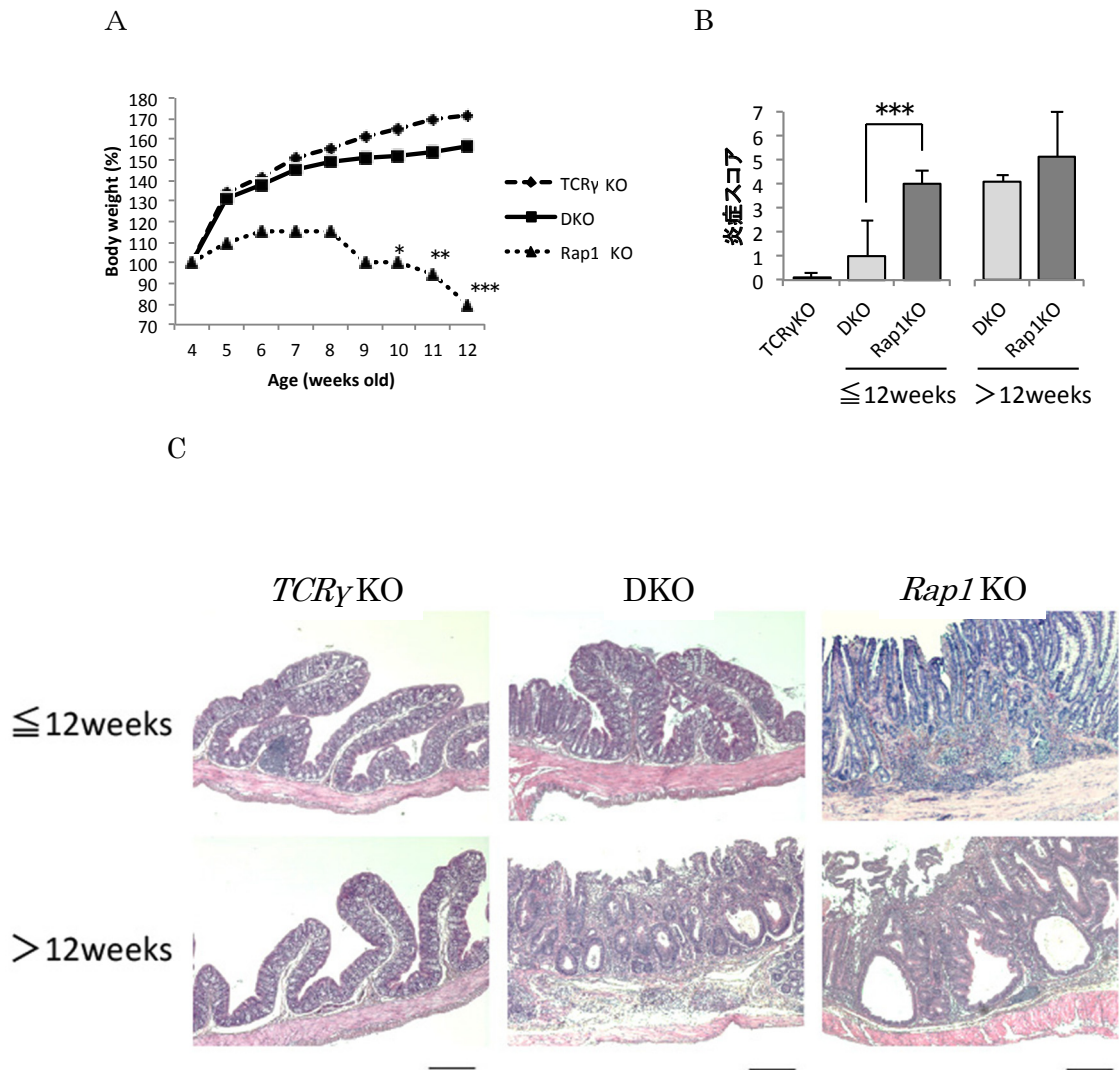 A
B
180
170
160
150
140
130
120
110
100
90
80
70
Body weight (%)
4 5 6 7 8 9 10 11 12
Age (weeks old)
* ** ***
TCRγ KO
DKO
Rap1 KO
7
6
5
4
3
2
1
0
炎症スコア
***
TCRγKO DKO Rap1KO DKO Rap1KO
≦12weeks ＞12weeks
C
TCRγ KO DKO Rap1 KO
≦12weeks
＞12weeks